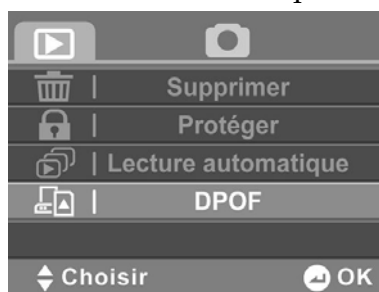 Supprimer
Protéger
Lecture automatique
DPOF
Choisir OK